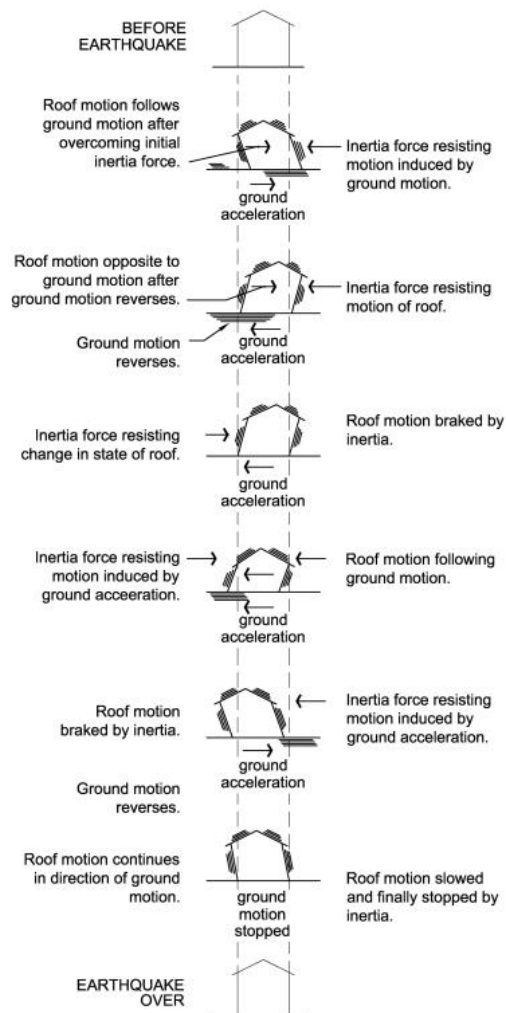 BEFORE
EARTHQUAKE
Roof motion follows
ground motion after
overcoming initial
inertia force.
Inertia force resisting
motion induced by
ground motion.
ground
acceleration
Roof motion opposite to
ground motion after
ground motion reverses.
Inertia force resisting
motion of roof.
Ground motion
reverses.
ground
acceleration
Inertia force resisting
change in state of roof.
Roof motion braked by
inertia.
ground
acceleration
Inertia force resisting
motion induced by
ground acceeration.
Roof motion following
ground motion.
ground
acceleration
Roof motion
braked by inertia.
Inertia force resisting
motion induced by
ground acceleration.
ground
acceleration
Ground motion
reverses.
Roof motion continues
in direction of ground
motion.
Roof motion slowed
and finally stopped by
inertia.
ground
motion
stopped
EARTHQUAKE
OVER